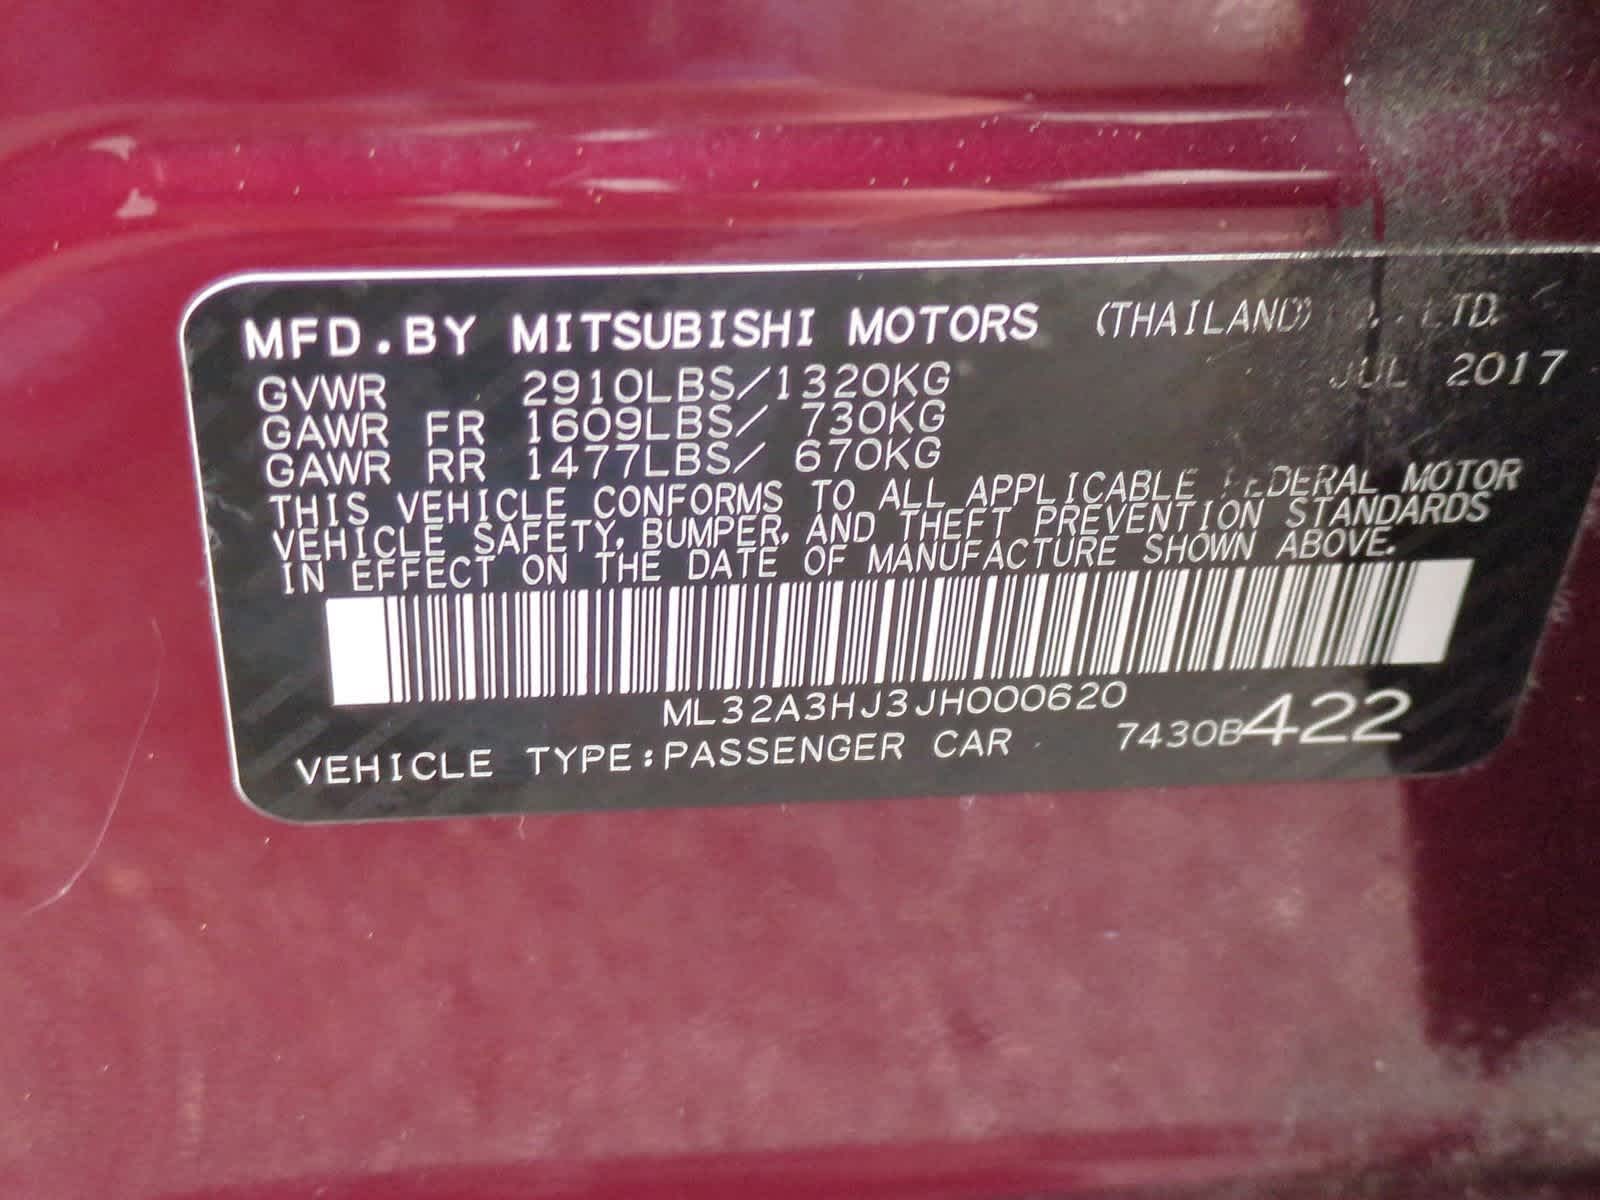 MFD.BY MITSUBISHI MOTORS (THAILAND) CO., LTD.
JUL 2017
GVWR 2910LBS/1320KG
GAWR FR 1609LBS/ 730KG
GAWR RR 1477LBS/ 670KG
THIS VEHICLE CONFORMS TO ALL APPLICABLE FEDERAL MOTOR
VEHICLE SAFETY, BUMPER, AND THEFT PREVENTION STANDARDS
IN EFFECT ON THE DATE OF MANUFACTURE SHOWN ABOVE.
ML32A3HJ3JH000620
VEHICLE TYPE:PASSENGER CAR 7430B422